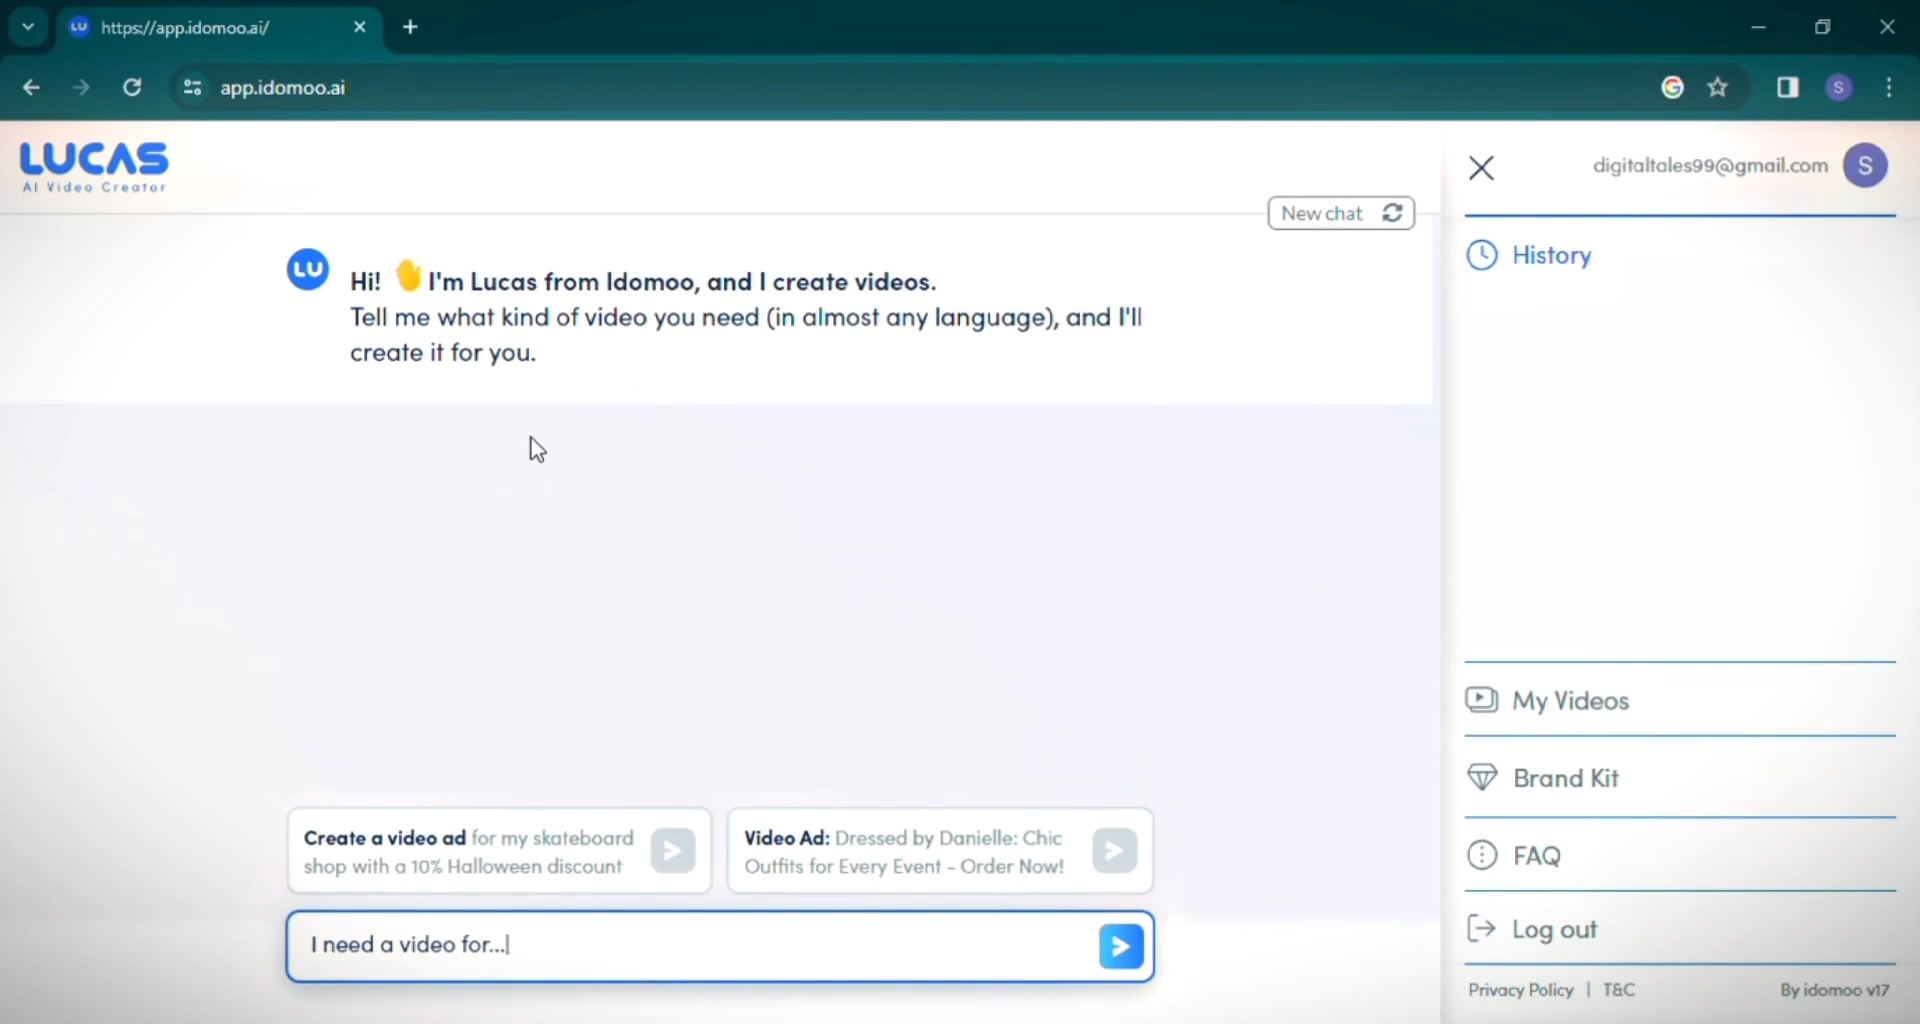 LU https://app.idomoo.ai/
app.idomoo.ai
S
LUCAS
AI Video Creator
digitaltales99@gmail.com S
New chat
LU
Hi! I'm Lucas from Idomoo, and I create videos.
Tell me what kind of video you need (in almost any language), and I'll
create it for you.
History
My Videos
Brand Kit
FAQ
Log out
Create a video ad for my skateboard
shop with a 10% Halloween discount
Video Ad: Dressed by Danielle: Chic
Outfits for Every Event - Order Now!
I need a video for...
Privacy Policy | T&C
By idomoo v17